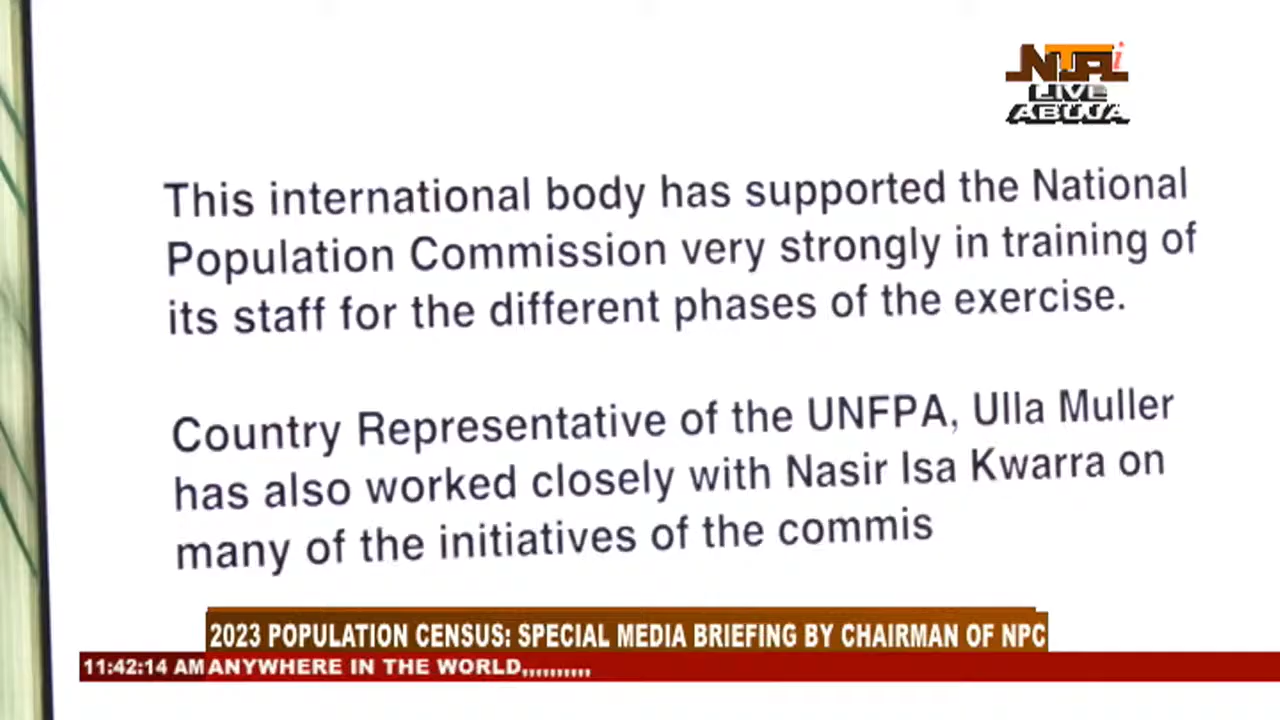 NTAi
LIVE
ABUJA
This international body has supported the National
Population Commission very strongly in training of
its staff for the different phases of the exercise.
Country Representative of the UNFPA, Ulla Muller
has also worked closely with Nasir Isa Kwarra on
many of the initiatives of the commis
2023 POPULATION CENSUS: SPECIAL MEDIA BRIEFING BY CHAIRMAN OF NPC
11:42:14 AM ANYWHERE IN THE WORLD,,,,,,,,,,